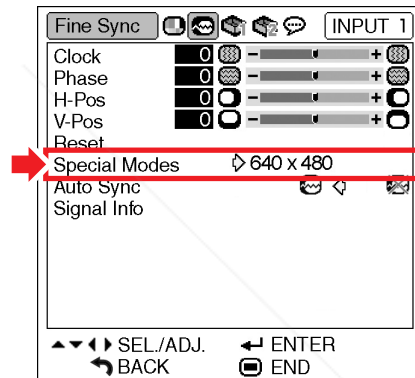 Fine Sync INPUT 1
Clock 0 - +
Phase 0 - +
H-Pos 0 - +
V-Pos 0 - +
Reset
Special Modes 640 x 480
Auto Sync
Signal Info
SEL./ADJ. ENTER
BACK END